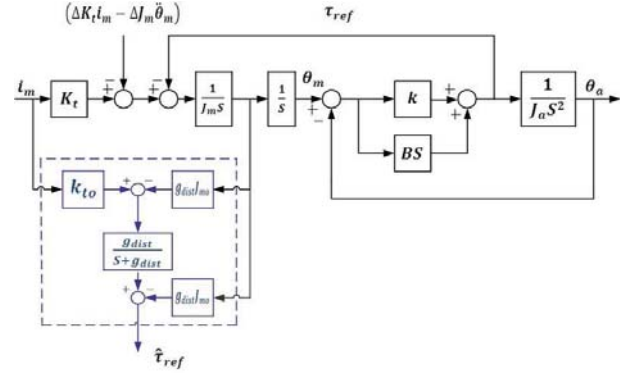 (ΔK_t i_m − ΔJ_m θ̈_m)
τ_ref
i_m
K_t
1/(J_m S)
1/S
θ_m
k
BS
1/(J_a S²)
θ_a
k_to
g_dist J_mo
g_dist/(S+g_dist)
g_dist J_mo
τ̂_ref